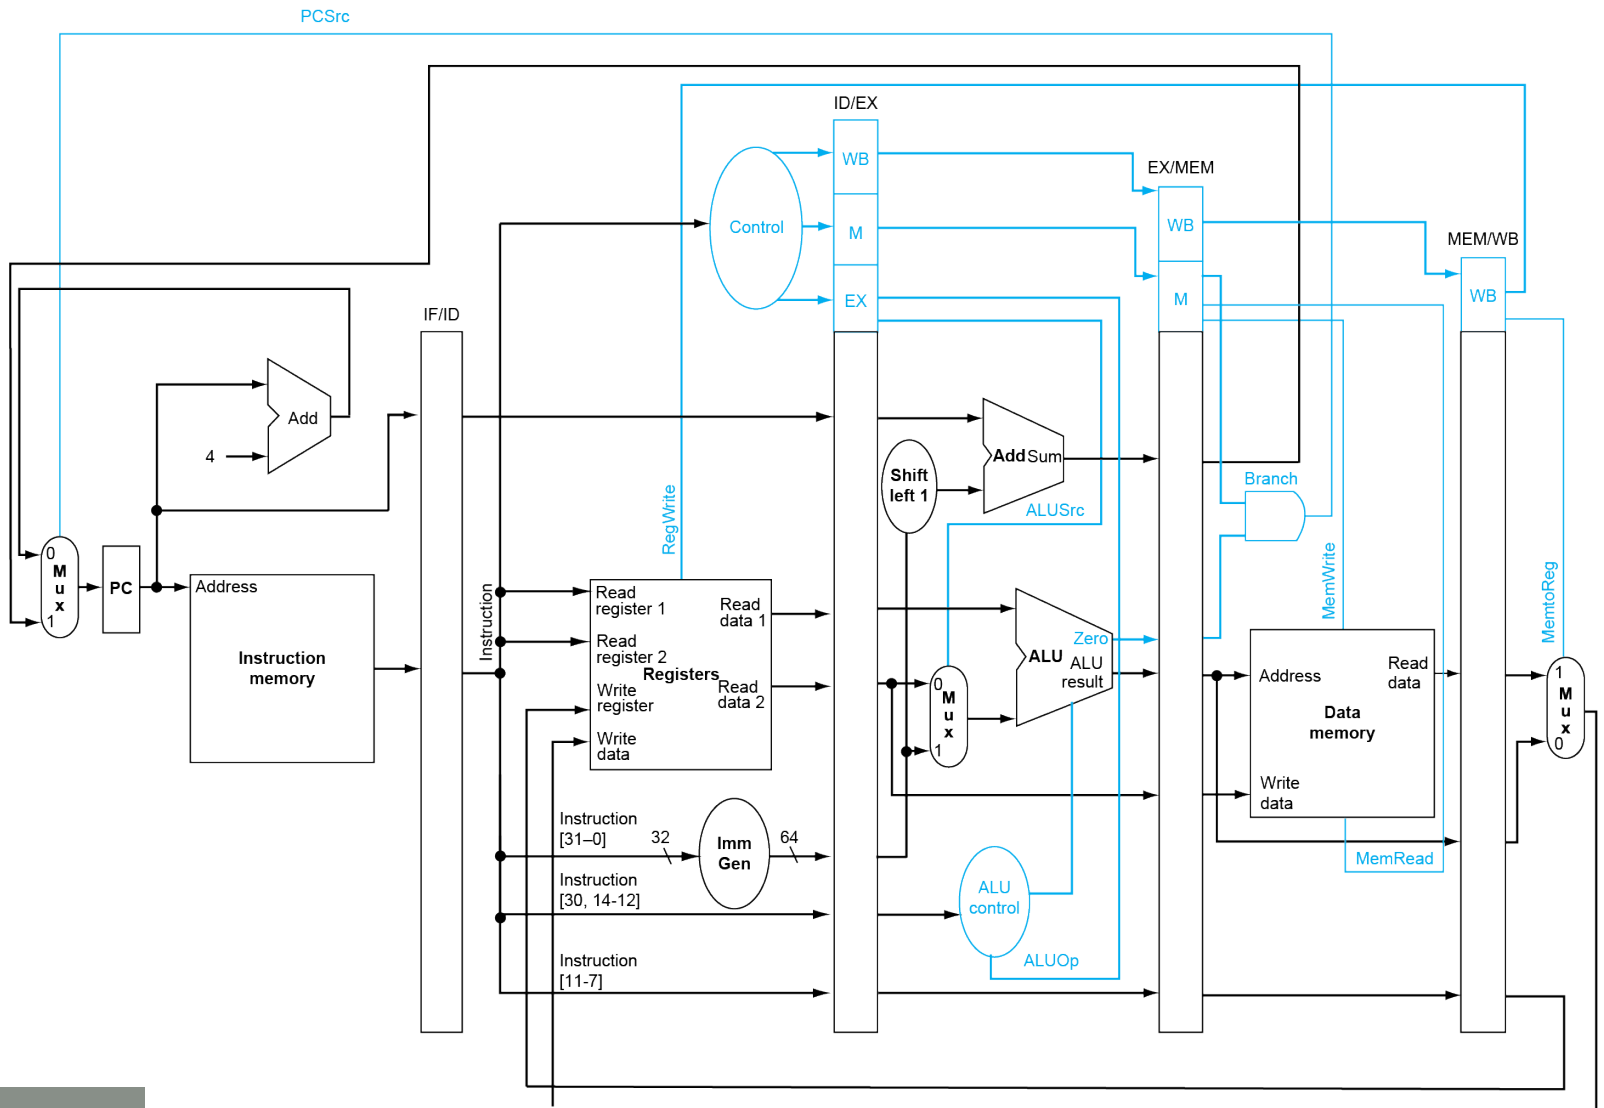 PCSrc
ID/EX
WB
EX/MEM
Control
M
WB
MEM/WB
EX
M
WB
IF/ID
Add
4
Add Sum
Shift
left 1
Branch
ALUSrc
RegWrite
MemWrite
MemtoReg
0
M
u
x
1
PC
Address
Instruction
memory
Instruction
Read
register 1
Read
data 1
Read
register 2
Registers
Write
register
Read
data 2
Write
data
Zero
ALU
ALU
result
0
M
u
x
1
Address
Read
data
Data
memory
Write
data
1
M
u
x
0
Instruction
[31–0]
32
Imm
Gen
64
MemRead
Instruction
[30, 14-12]
ALU
control
ALUOp
Instruction
[11-7]